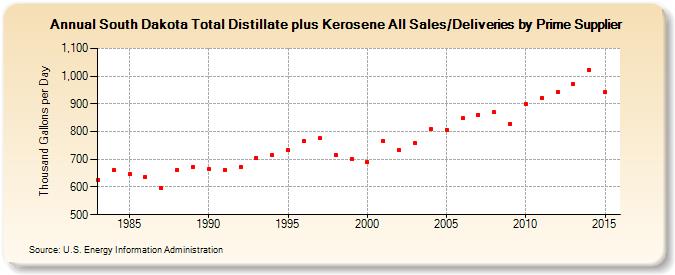 Annual South Dakota Total Distillate plus Kerosene All Sales/Deliveries by Prime Supplier
Thousand Gallons per Day
1,100
1,000
900
800
700
600
500
1985 1990 1995 2000 2005 2010 2015
Source: U.S. Energy Information Administration